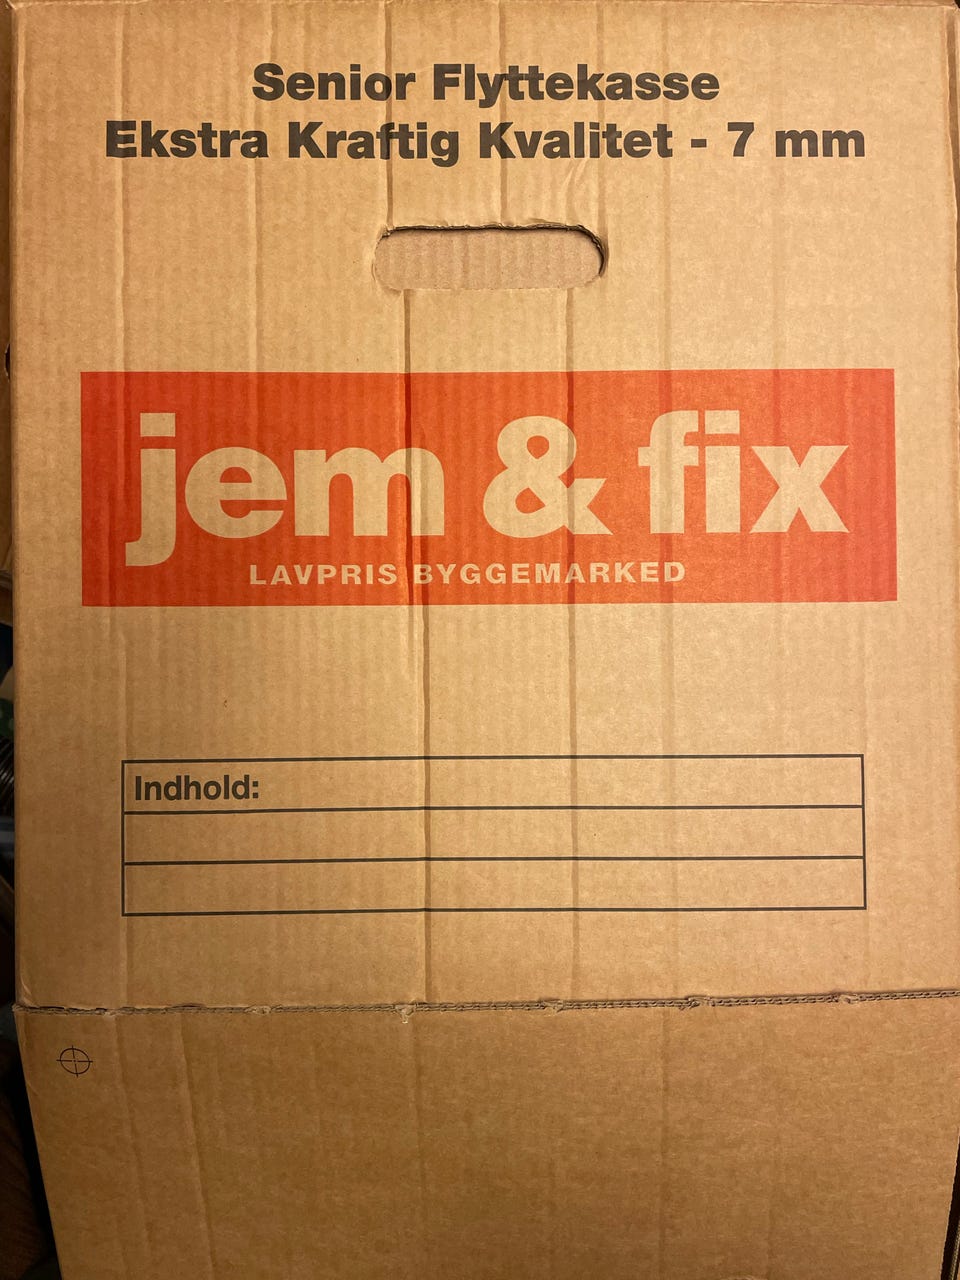 Senior Flyttekasse
Ekstra Kraftig Kvalitet - 7 mm
jem & fix
LAVPRIS BYGGEMARKED
Indhold: